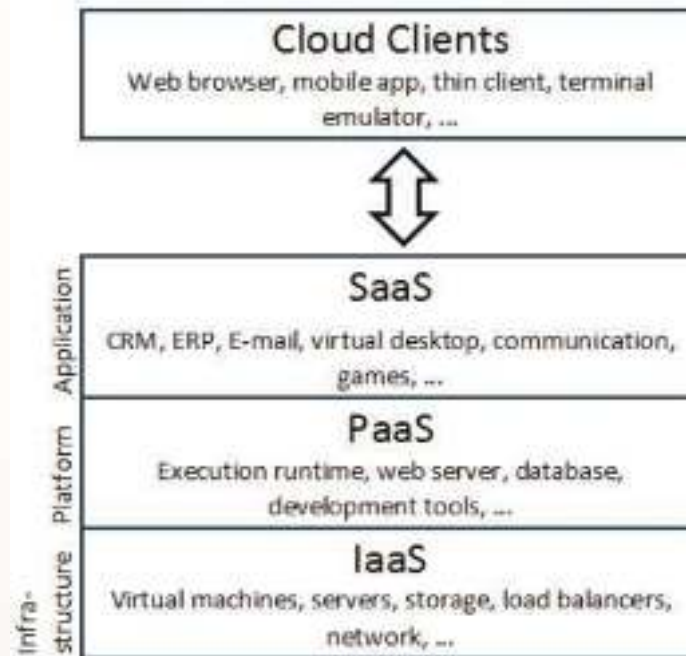 Cloud Clients
Web browser, mobile app, thin client, terminal
emulator, ...
Application
SaaS
CRM, ERP, E-mail, virtual desktop, communication,
games, ...
Platform
PaaS
Execution runtime, web server, database,
development tools, ...
Infra-
structure
IaaS
Virtual machines, servers, storage, load balancers,
network, ...